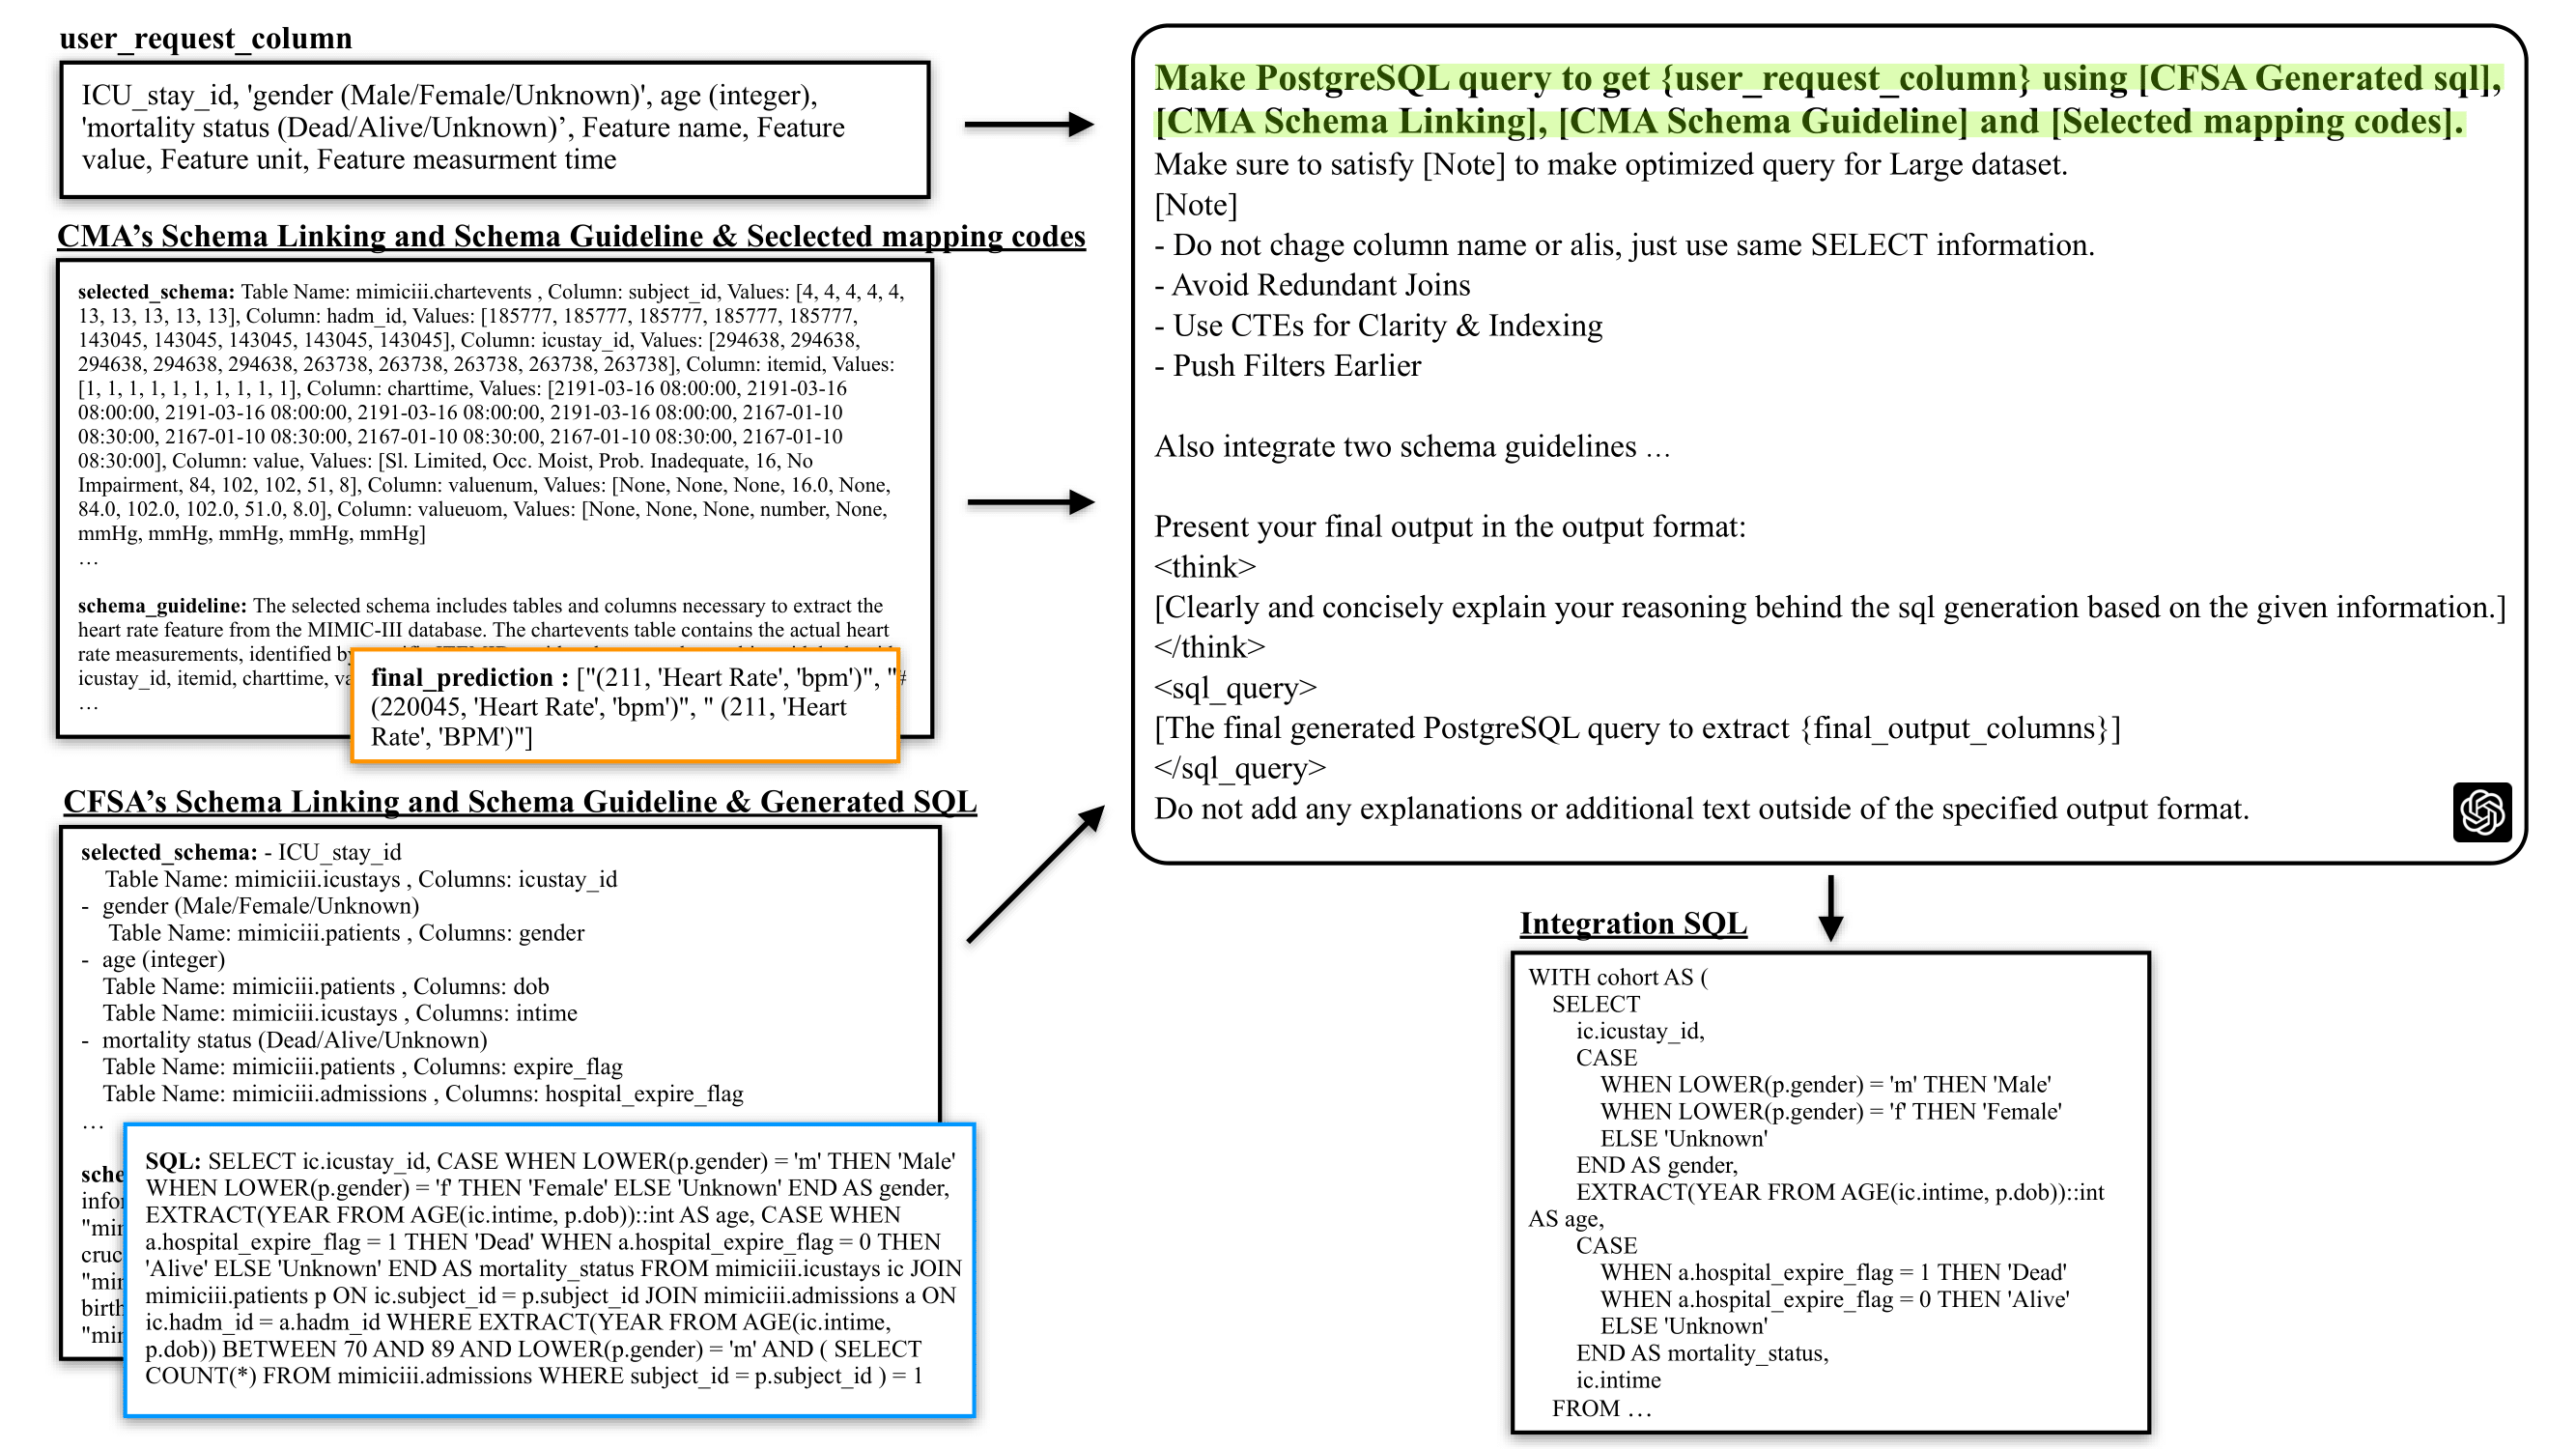 user_request_column
ICU_stay_id, 'gender (Male/Female/Unknown)', age (integer),
'mortality status (Dead/Alive/Unknown)’, Feature name, Feature
value, Feature unit, Feature measurment time
CMA’s Schema Linking and Schema Guideline & Seclected mapping codes
selected_schema: Table Name: mimiciii.chartevents , Column: subject_id, Values: [4, 4, 4, 4, 4,
13, 13, 13, 13, 13], Column: hadm_id, Values: [185777, 185777, 185777, 185777, 185777,
143045, 143045, 143045, 143045, 143045], Column: icustay_id, Values: [294638, 294638,
294638, 294638, 294638, 263738, 263738, 263738, 263738, 263738], Column: itemid, Values:
[1, 1, 1, 1, 1, 1, 1, 1, 1, 1], Column: charttime, Values: [2191-03-16 08:00:00, 2191-03-16
08:00:00, 2191-03-16 08:00:00, 2191-03-16 08:00:00, 2191-03-16 08:00:00, 2167-01-10
08:30:00, 2167-01-10 08:30:00, 2167-01-10 08:30:00, 2167-01-10 08:30:00, 2167-01-10
08:30:00], Column: value, Values: [Sl. Limited, Occ. Moist, Prob. Inadequate, 16, No
Impairment, 84, 102, 102, 51, 8], Column: valuenum, Values: [None, None, None, 16.0, None,
84.0, 102.0, 102.0, 51.0, 8.0], Column: valueuom, Values: [None, None, None, number, None,
mmHg, mmHg, mmHg, mmHg, mmHg]
…
schema_guideline: The selected schema includes tables and columns necessary to extract the
heart rate feature from the MIMIC-III database. The chartevents table contains the actual heart
rate measurements, identified by
icustay_id, itemid, charttime,
…
final_prediction : ["(211, 'Heart Rate', 'bpm')", "#
(220045, 'Heart Rate', 'bpm')", " (211, 'Heart
Rate', 'BPM')"]
CFSA’s Schema Linking and Schema Guideline & Generated SQL
selected_schema: - ICU_stay_id
Table Name: mimiciii.icustays , Columns: icustay_id
- gender (Male/Female/Unknown)
Table Name: mimiciii.patients , Columns: gender
- age (integer)
Table Name: mimiciii.patients , Columns: dob
Table Name: mimiciii.icustays , Columns: intime
- mortality status (Dead/Alive/Unknown)
Table Name: mimiciii.patients , Columns: expire_flag
Table Name: mimiciii.admissions , Columns: hospital_expire_flag
…
SQL: SELECT ic.icustay_id, CASE WHEN LOWER(p.gender) = 'm' THEN 'Male'
WHEN LOWER(p.gender) = 'f' THEN 'Female' ELSE 'Unknown' END AS gender,
EXTRACT(YEAR FROM AGE(ic.intime, p.dob))::int AS age, CASE WHEN
a.hospital_expire_flag = 1 THEN 'Dead' WHEN a.hospital_expire_flag = 0 THEN
'Alive' ELSE 'Unknown' END AS mortality_status FROM mimiciii.icustays ic JOIN
mimiciii.patients p ON ic.subject_id = p.subject_id JOIN mimiciii.admissions a ON
ic.hadm_id = a.hadm_id WHERE EXTRACT(YEAR FROM AGE(ic.intime,
p.dob)) BETWEEN 70 AND 89 AND LOWER(p.gender) = 'm' AND ( SELECT
COUNT(*) FROM mimiciii.admissions WHERE subject_id = p.subject_id ) = 1
Make PostgreSQL query to get {user_request_column} using [CFSA Generated sql],
[CMA Schema Linking], [CMA Schema Guideline] and [Selected mapping codes].
Make sure to satisfy [Note] to make optimized query for Large dataset.
[Note]
- Do not chage column name or alis, just use same SELECT information.
- Avoid Redundant Joins
- Use CTEs for Clarity & Indexing
- Push Filters Earlier
Also integrate two schema guidelines …
Present your final output in the output format:
<think>
[Clearly and concisely explain your reasoning behind the sql generation based on the given information.]
</think>
<sql_query>
[The final generated PostgreSQL query to extract {final_output_columns}]
</sql_query>
Do not add any explanations or additional text outside of the specified output format.
Integration SQL
WITH cohort AS (
SELECT
ic.icustay_id,
CASE
WHEN LOWER(p.gender) = 'm' THEN 'Male'
WHEN LOWER(p.gender) = 'f' THEN 'Female'
ELSE 'Unknown'
END AS gender,
EXTRACT(YEAR FROM AGE(ic.intime, p.dob))::int
AS age,
CASE
WHEN a.hospital_expire_flag = 1 THEN 'Dead'
WHEN a.hospital_expire_flag = 0 THEN 'Alive'
ELSE 'Unknown'
END AS mortality_status,
ic.intime
FROM …